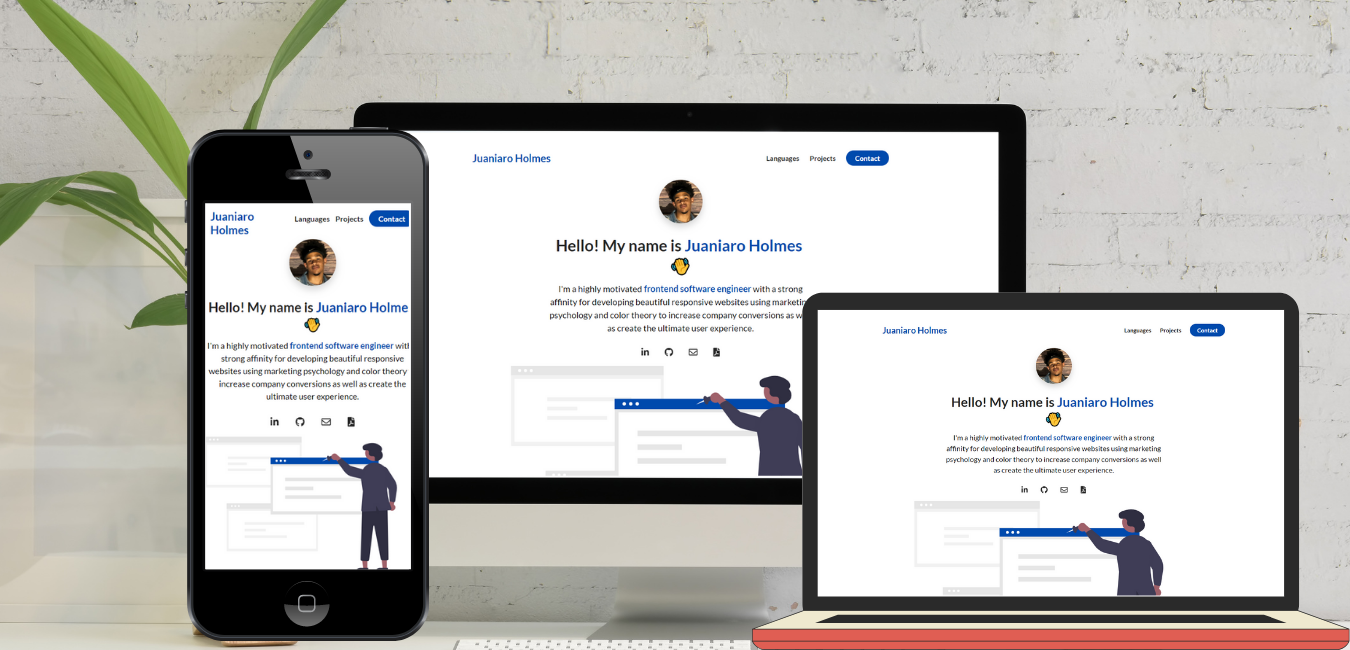 Juaniaro
Holmes
Languages Projects Contact
Hello! My name is Juaniaro Holme
I'm a highly motivated frontend software engineer with
strong affinity for developing beautiful responsive
websites using marketing psychology and color theory
increase company conversions as well as create the
ultimate user experience.
in
Juaniaro Holmes
Languages Projects Contact
Hello! My name is Juaniaro Holmes
I'm a highly motivated frontend software engineer with a strong
affinity for developing beautiful responsive websites using marketin
psychology and color theory to increase company conversions as w
as create the ultimate user experience.
in
Juaniaro Holmes
Languages Projects Contact
Hello! My name is Juaniaro Holmes
I'm a highly motivated frontend software engineer with a strong
affinity for developing beautiful responsive websites using marketing
psychology and color theory to increase company conversions as well
as create the ultimate user experience.
in